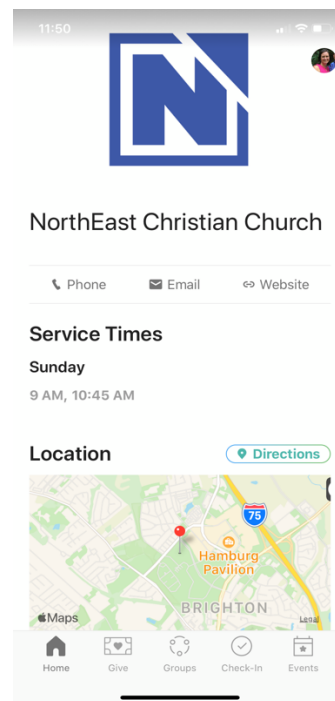 11:50
N
NorthEast Christian Church
Phone Email Website
Service Times
Sunday
9 AM, 10:45 AM
Location Directions
75
Hamburg
Pavilion
BRIGHTON
Maps Legal
Home Give Groups Check-In Events